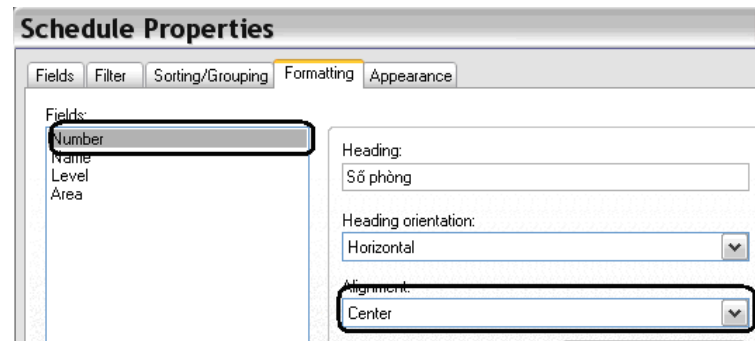 Schedule Properties
Fields Filter Sorting/Grouping Formatting Appearance
Fields:
Number
Name
Level
Area
Heading:
Số phòng
Heading orientation:
Horizontal
Alignment:
Center